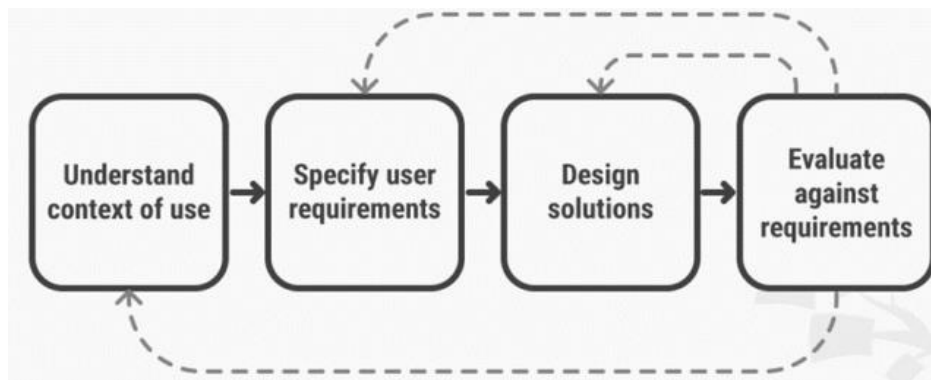 Understand
context of use
Specify user
requirements
Design
solutions
Evaluate
against
requirements